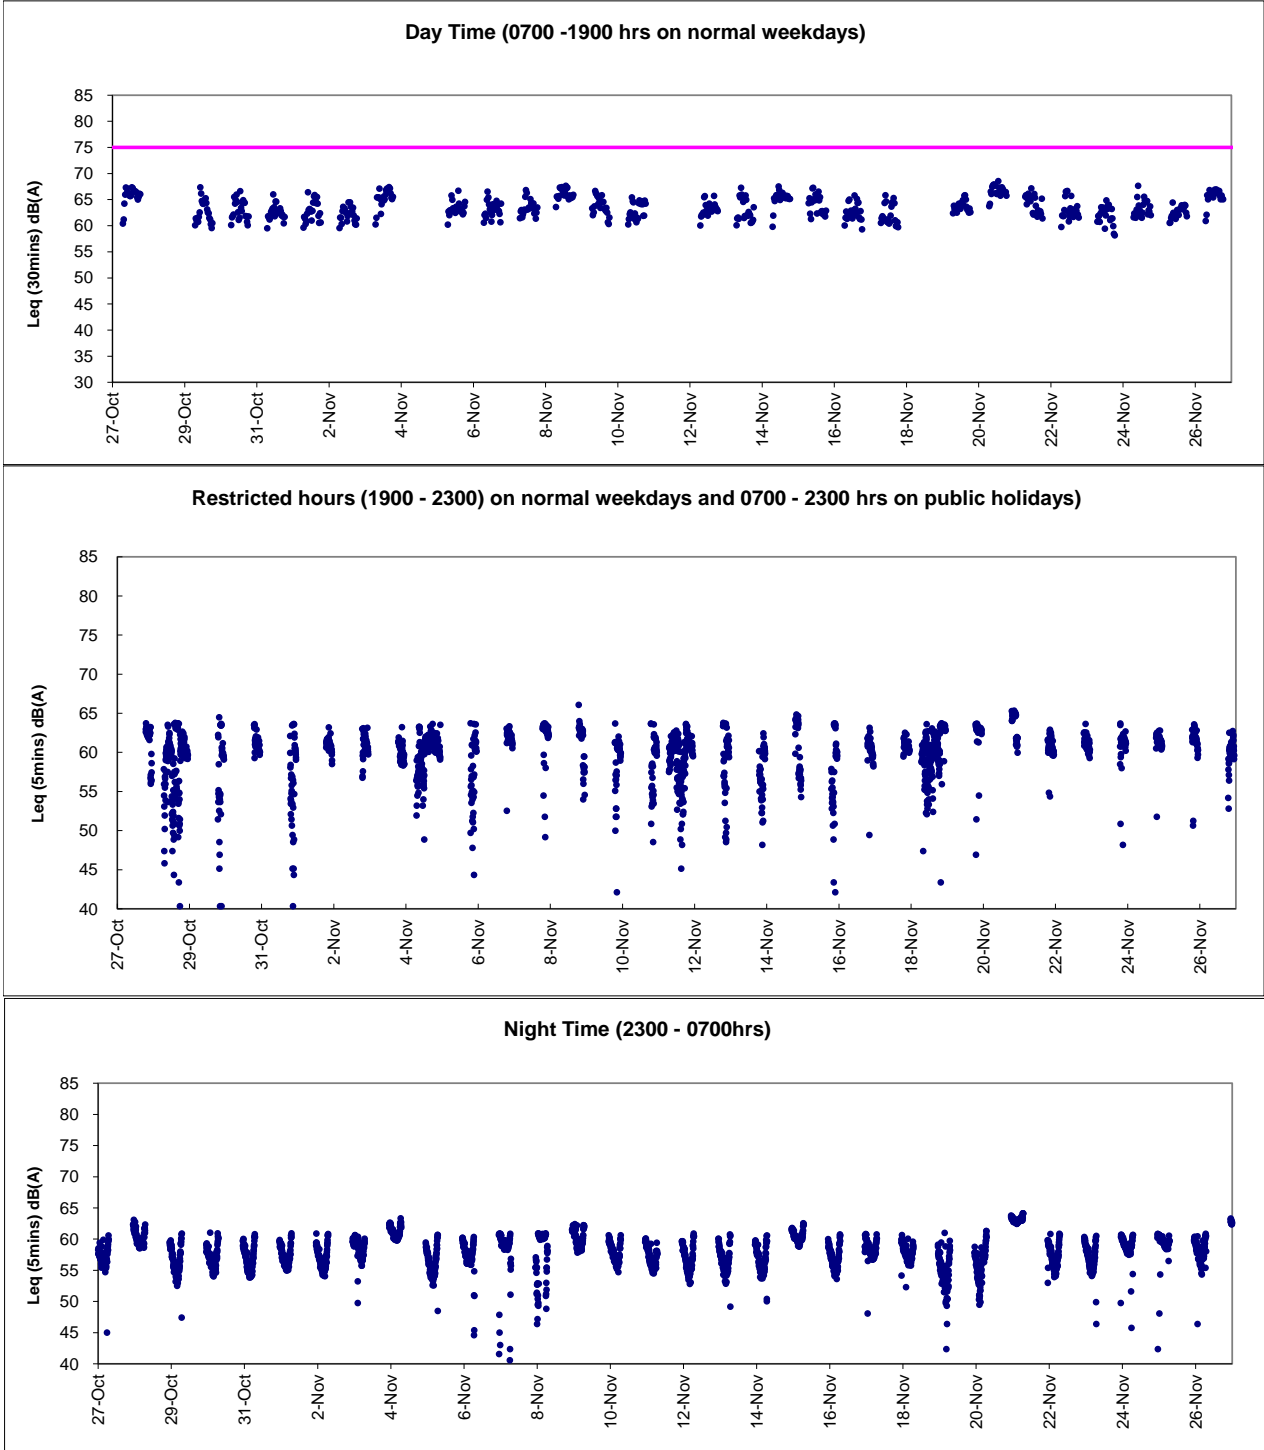 Day Time (0700 -1900 hrs on normal weekdays)
Leq (30mins) dB(A)
85
80
75
70
65
60
55
50
45
40
35
30
27-Oct
29-Oct
31-Oct
2-Nov
4-Nov
6-Nov
8-Nov
10-Nov
12-Nov
14-Nov
16-Nov
18-Nov
20-Nov
22-Nov
24-Nov
26-Nov
Restricted hours (1900 - 2300) on normal weekdays and 0700 - 2300 hrs on public holidays)
Leq (5mins) dB(A)
85
80
75
70
65
60
55
50
45
40
27-Oct
29-Oct
31-Oct
2-Nov
4-Nov
6-Nov
8-Nov
10-Nov
12-Nov
14-Nov
16-Nov
18-Nov
20-Nov
22-Nov
24-Nov
26-Nov
Night Time (2300 - 0700hrs)
Leq (5mins) dB(A)
85
80
75
70
65
60
55
50
45
40
27-Oct
29-Oct
31-Oct
2-Nov
4-Nov
6-Nov
8-Nov
10-Nov
12-Nov
14-Nov
16-Nov
18-Nov
20-Nov
22-Nov
24-Nov
26-Nov